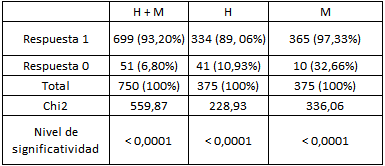 H + M H M
Respuesta 1 699 (93,20%) 334 (89, 06%) 365 (97,33%)
Respuesta 0 51 (6,80%) 41 (10,93%) 10 (32,66%)
Total 750 (100%) 375 (100%) 375 (100%)
Chi2 559,87 228,93 336,06
Nivel de
significatividad < 0,0001 < 0,0001 < 0,0001